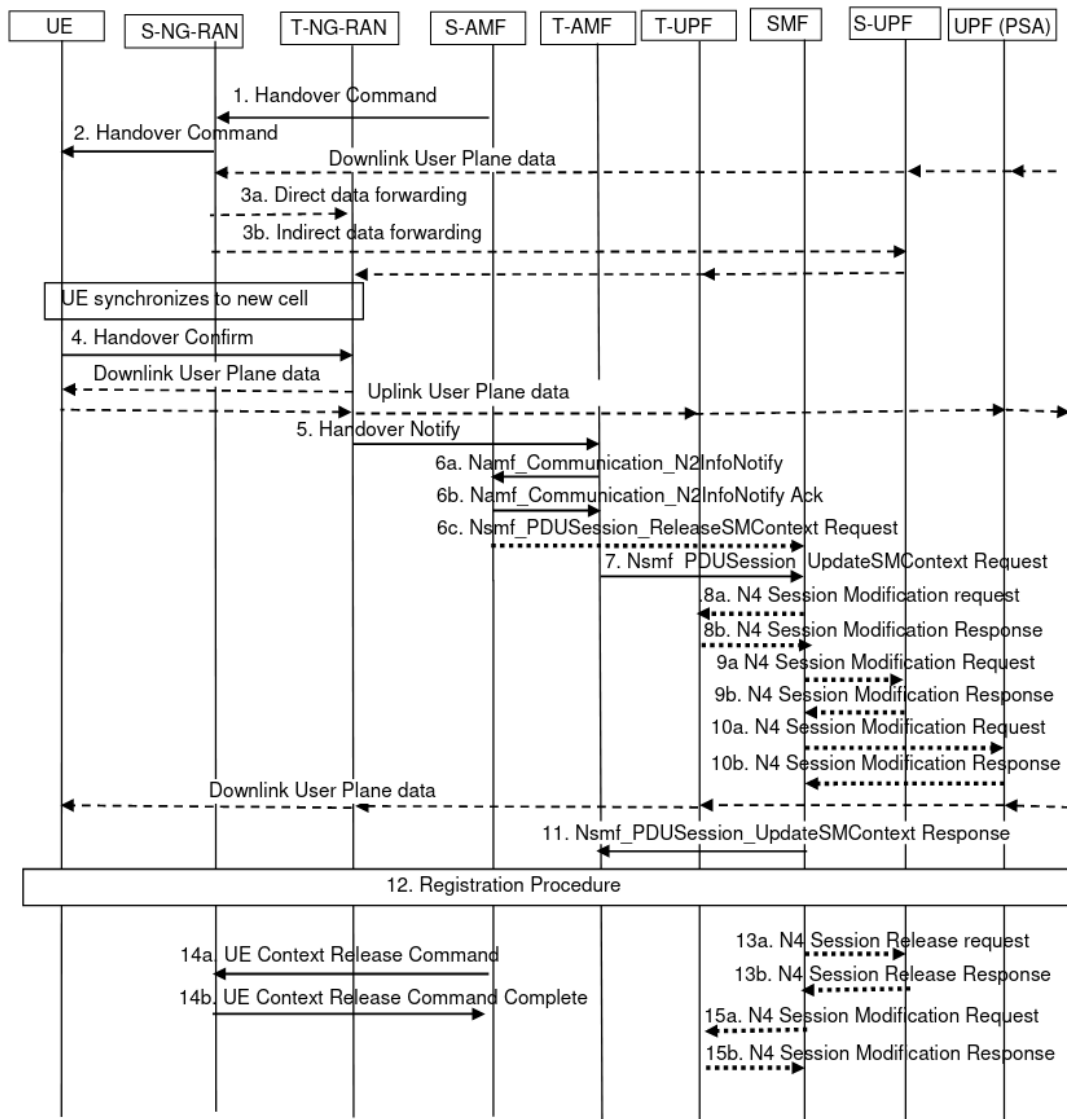 UE
S-NG-RAN
T-NG-RAN
S-AMF
T-AMF
T-UPF
SMF
S-UPF
UPF (PSA)
1. Handover Command
2. Handover Command
Downlink User Plane data
3a. Direct data forwarding
3b. Indirect data forwarding
UE synchronizes to new cell
4. Handover Confirm
Downlink User Plane data
Uplink User Plane data
5. Handover Notify
6a. Namf_Communication_N2InfoNotify
6b. Namf_Communication_N2InfoNotify Ack
6c. Nsmf_PDUSession_ReleaseSMContext Request
7. Nsmf PDUSession UpdateSMContext Request
.8a. N4 Session Modification request
8b. N4 Session Modification Response
9a N4 Session Modification Request
9b. N4 Session Modification Response
10a. N4 Session Modification Request
10b. N4 Session Modification Response
Downlink User Plane data
11. Nsmf_PDUSession_UpdateSMContext Response
12. Registration Procedure
13a. N4 Session Release request
14a. UE Context Release Command
13b. N4 Session Release Response
14b. UE Context Release Command Complete
15a. N4 Session Modification Request
15b. N4 Session Modification Response